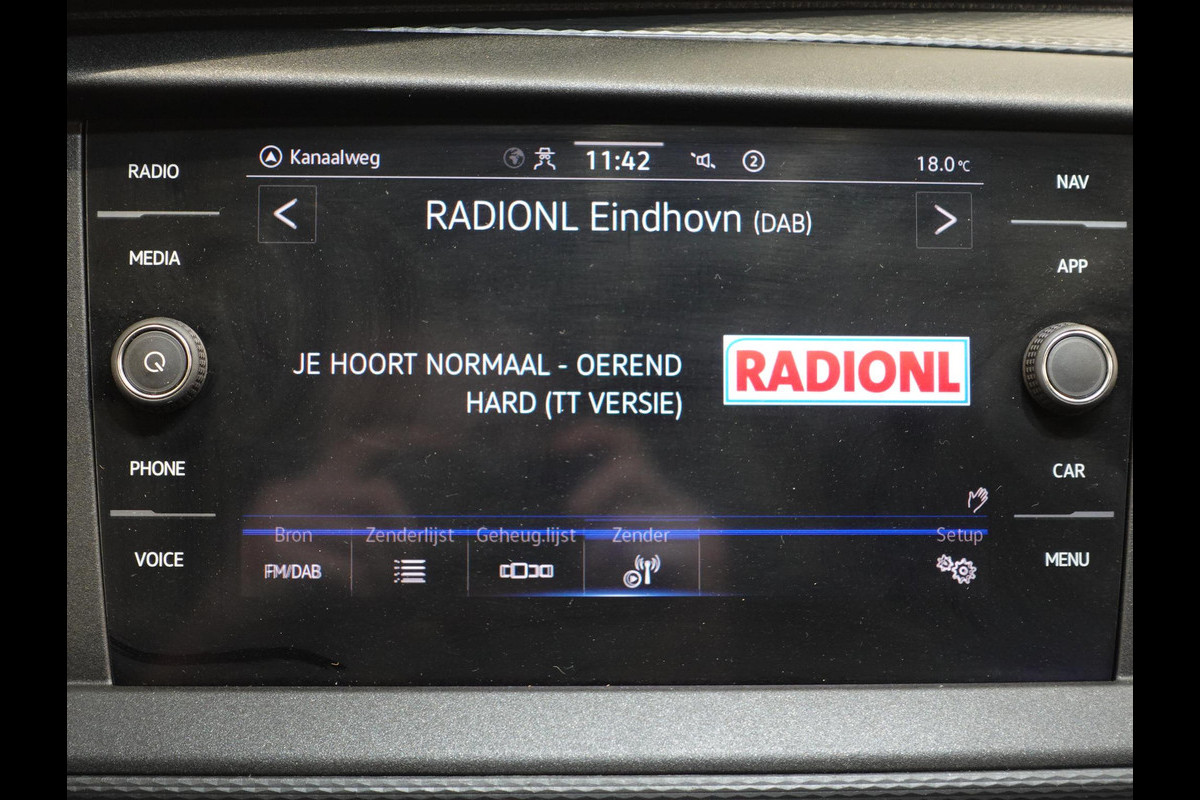 RADIO
MEDIA
PHONE
VOICE
Kanaalweg
11:42
2
18.0°C
<
RADIONL Eindhovn (DAB)
>
JE HOORT NORMAAL - OEREND
HARD (TT VERSIE)
RADIONL
Bron
Zenderlijst
Geheug.lijst
Zender
Setup
FM/DAB
NAV
APP
CAR
MENU